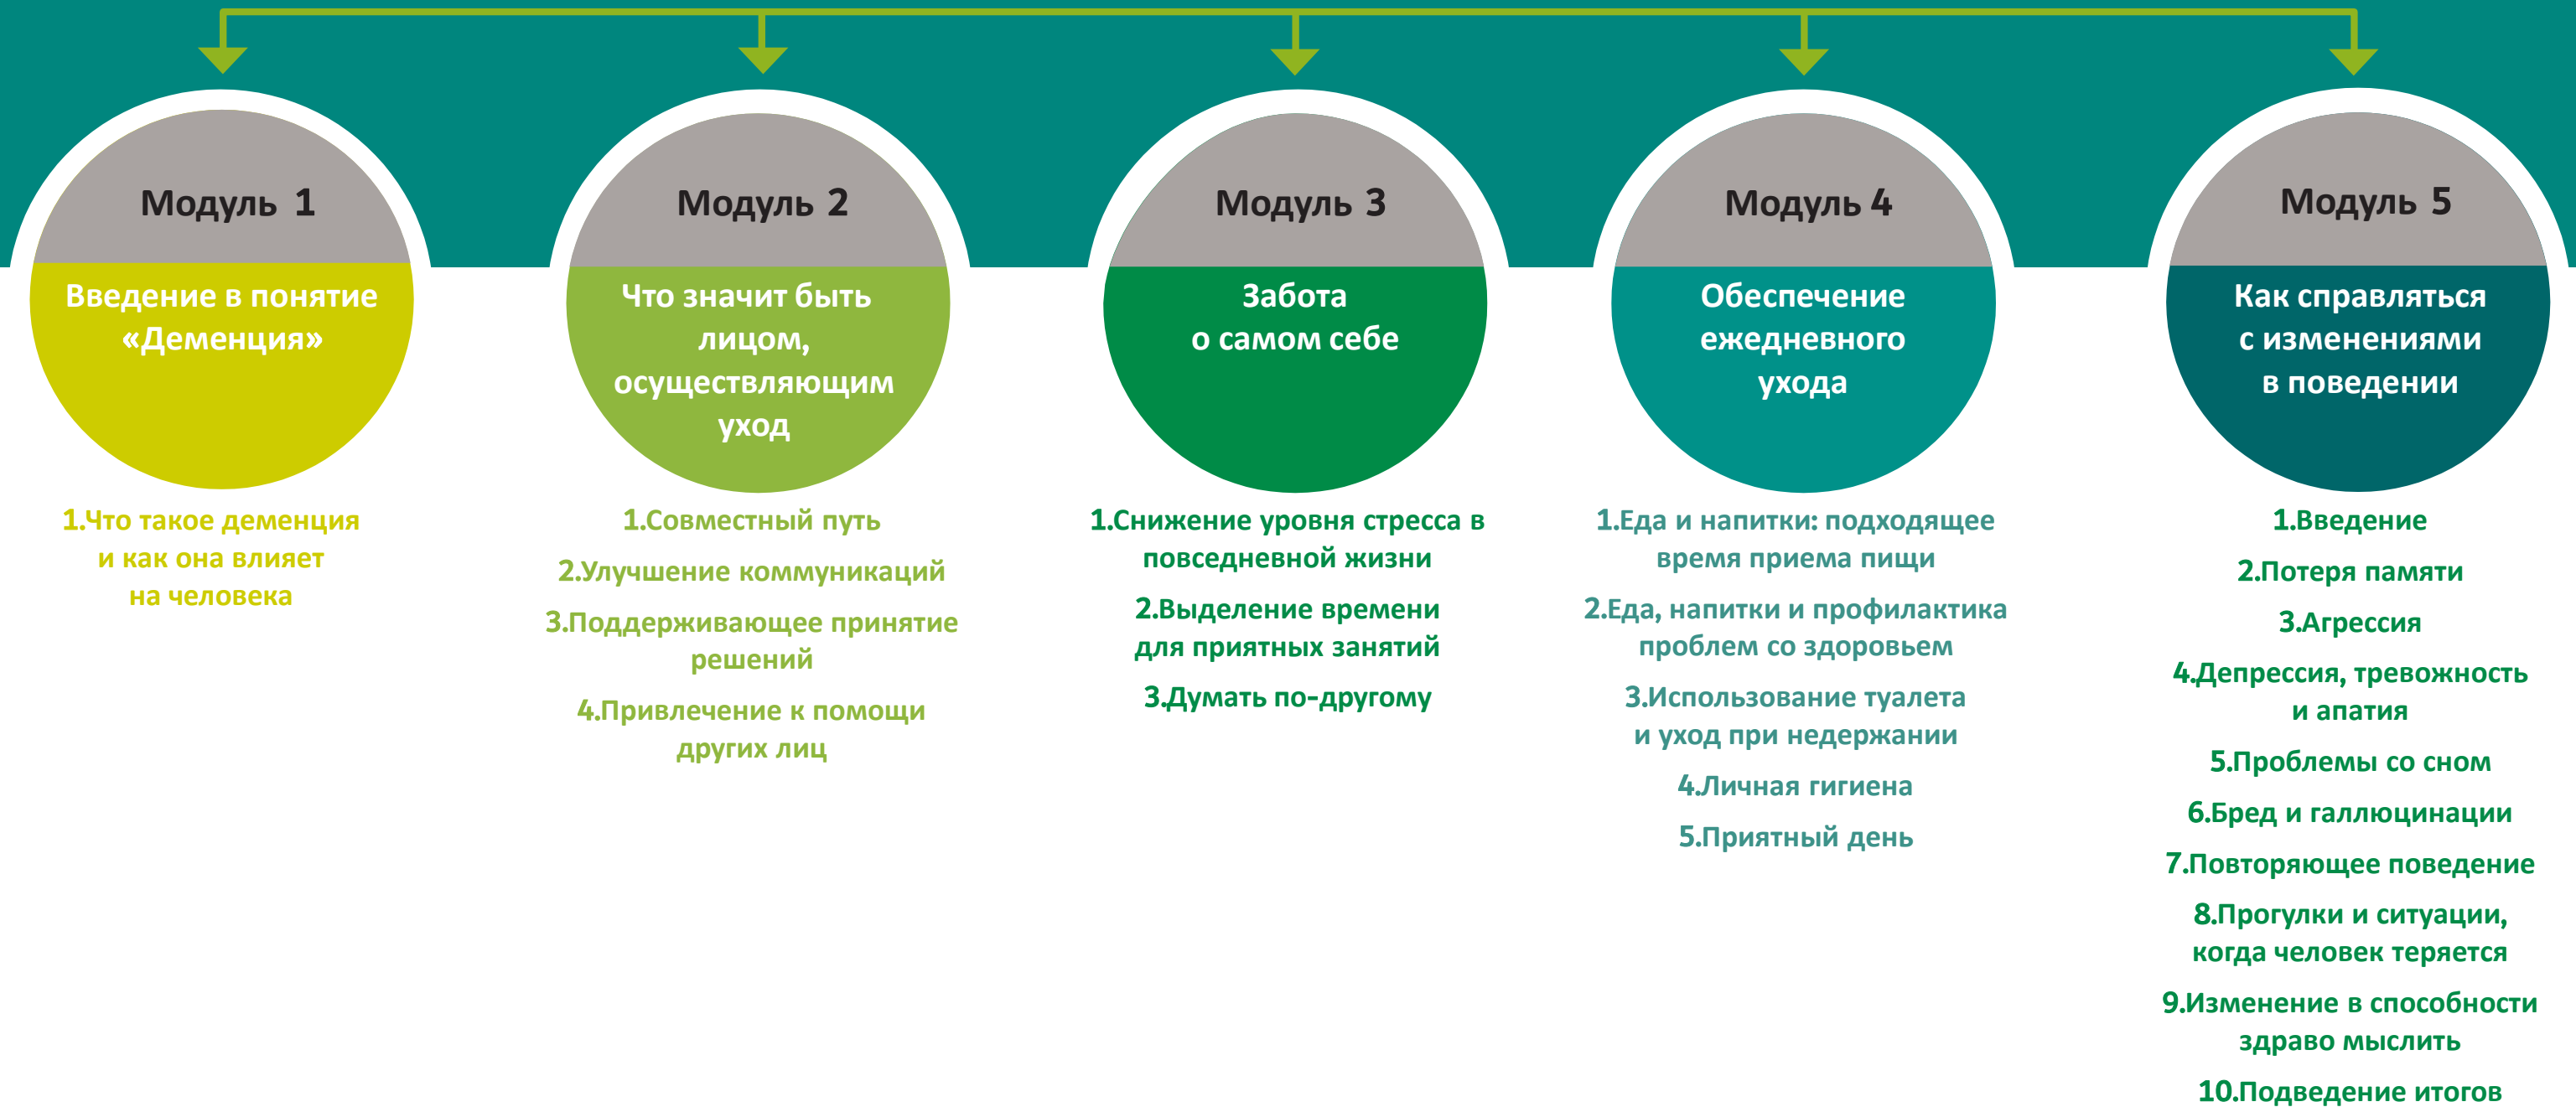 Модуль 1
Введение в понятие
«Деменция»
1.Что такое деменция
и как она влияет
на человека
Модуль 2
Что значит быть
лицом,
осуществляющим
уход
1.Совместный путь
2.Улучшение коммуникаций
3.Поддерживающее принятие
решений
4.Привлечение к помощи
других лиц
Модуль 3
Забота
о самом себе
1.Снижение уровня стресса в
повседневной жизни
2.Выделение времени
для приятных занятий
3.Думать по-другому
Модуль 4
Обеспечение
ежедневного
ухода
1.Еда и напитки: подходящее
время приема пищи
2.Еда, напитки и профилактика
проблем со здоровьем
3.Использование туалета
и уход при недержании
4.Личная гигиена
5.Приятный день
Модуль 5
Как справляться
с изменениями
в поведении
1.Введение
2.Потеря памяти
3.Агрессия
4.Депрессия, тревожность
и апатия
5.Проблемы со сном
6.Бред и галлюцинации
7.Повторяющее поведение
8.Прогулки и ситуации,
когда человек теряется
9.Изменение в способности
здраво мыслить
10.Подведение итогов